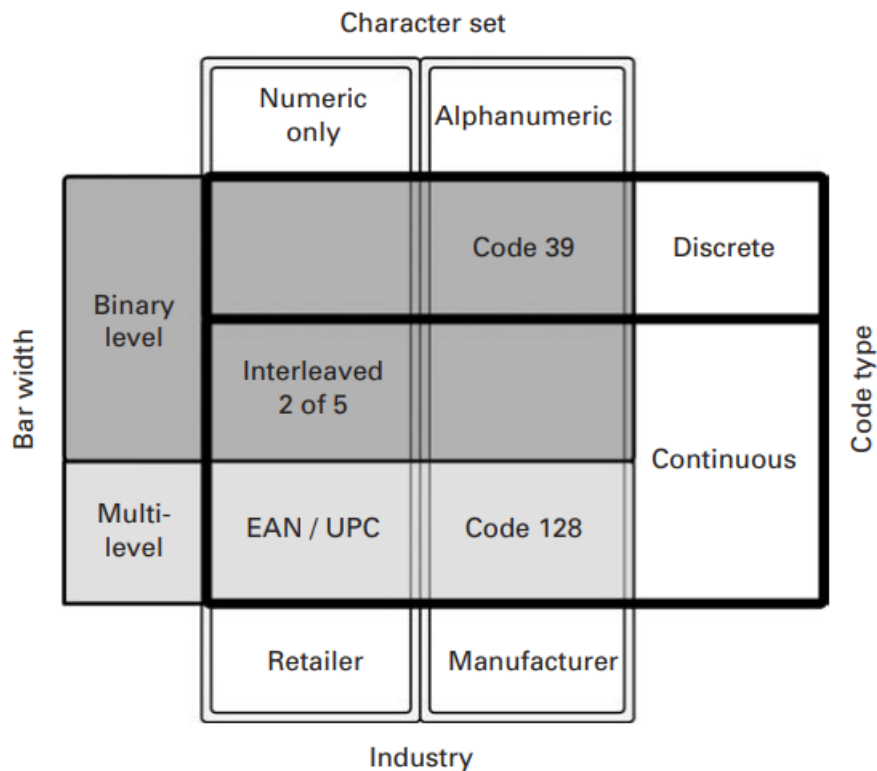 Character set
Numeric
only
Alphanumeric
Code 39
Discrete
Binary
level
Bar width
Interleaved
2 of 5
Code type
Continuous
Multi-
level
EAN / UPC
Code 128
Retailer
Manufacturer
Industry